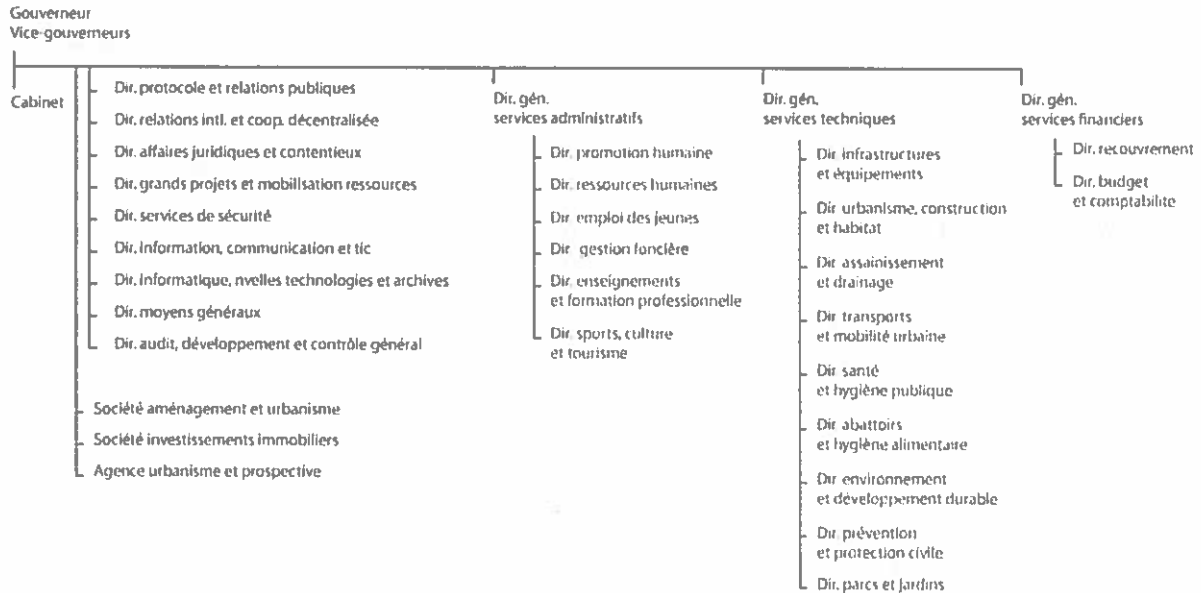 Gouverneur
Vice-gouverneurs
Cabinet
Dir. protocole et relations publiques
Dir. relations intl. et coop. décentralisée
Dir. affaires juridiques et contentieux
Dir. grands projets et mobilisation ressources
Dir. services de sécurité
Dir. information, communication et tic
Dir. informatique, nvelles technologies et archives
Dir. moyens généraux
Dir. audit, développement et contrôle général
Société aménagement et urbanisme
Société investissements immobiliers
Agence urbanisme et prospective
Dir. gén.
services administratifs
Dir. promotion humaine
Dir. ressources humaines
Dir. emploi des jeunes
Dir gestion foncière
Dir. enseignements
et formation professionnelle
Dir. sports, culture
et tourisme
Dir. gén.
services techniques
Dir infrastructures
et équipements
Dir urbanisme, construction
et habitat
Dir assainissement
et drainage
Dir transports
et mobilité urbaine
Dir santé
et hygiène publique
Dir abattoirs
et hygiène alimentaire
Dir environnement
et développement durable
Dir prévention
et protection civile
Dir. parcs et jardins
Dir. gén.
services financiers
Dir. recouvrement
Dir. budget
et comptabilite